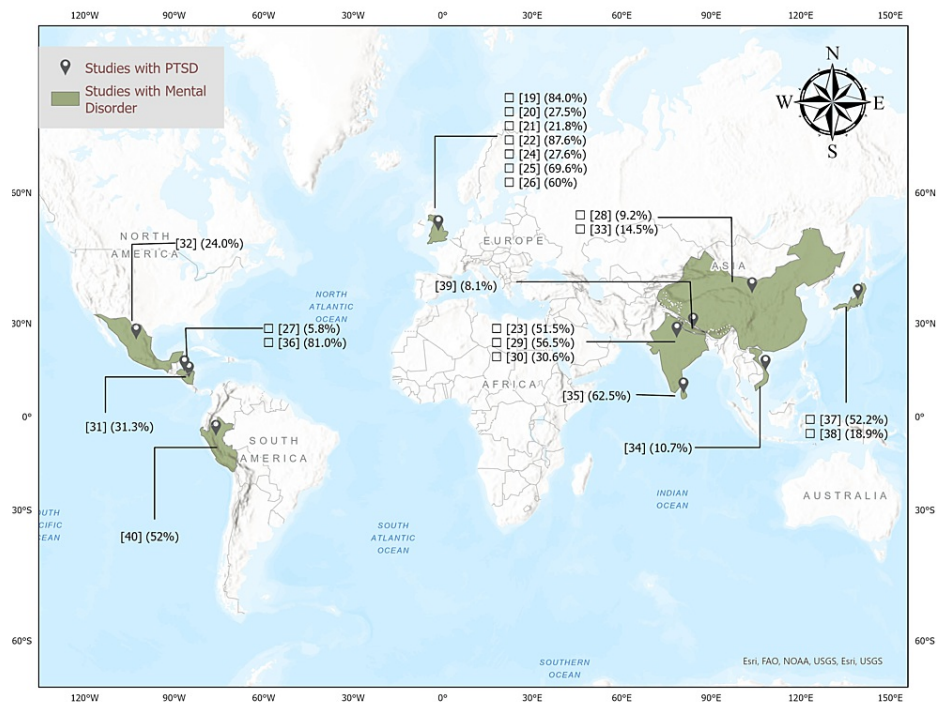 120°W 90°W 60°W 30°W 0° 30°E 60°E 90°E 120°E 150°E
Studies with PTSD
Studies with Mental
Disorder
N
W E
S
☐ [19] (84.0%)
☐ [20] (27.5%)
☐ [21] (21.8%)
☐ [22] (87.6%)
☐ [24] (27.6%)
☐ [25] (69.6%)
☐ [26] (60%)
60°N 60°N
☐ [28] (9.2%)
☐ [33] (14.5%)
NORTH
AMERICA
[32] (24.0%)
EUROPE
ASIA
[39] (8.1%)
NORTH
ATLANTIC
OCEAN
30°N 30°N
☐ [27] (5.8%)
☐ [36] (81.0%)
☐ [23] (51.5%)
☐ [29] (56.5%)
☐ [30] (30.6%)
AFRICA
[35] (62.5%)
0° 0°
[31] (31.3%)
☐ [37] (52.2%)
☐ [38] (18.9%)
SOUTH
AMERICA
[34] (10.7%)
INDIAN
OCEAN
AUSTRALIA
30°S 30°S
OUTH
CIFIC
EAN
[40] (52%)
SOUTH
ATLANTIC
OCEAN
60°S 60°S
SOUTHERN
OCEAN
Esri, FAO, NOAA, USGS, Esri, USGS
120°W 90°W 60°W 30°W 0° 30°E 60°E 90°E 120°E 150°E